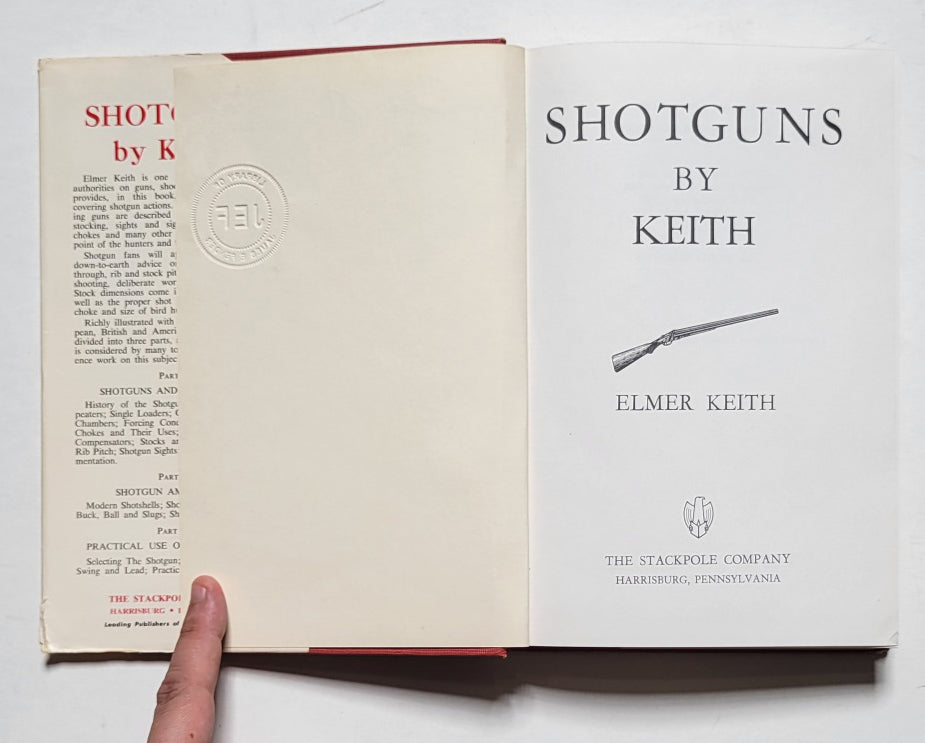 SHOTG
by K
Elmer Keith is one
authorities on guns, sho
provides, in this book
covering shotgun actions.
ing guns are described
stocking, sights and sig
chokes and many other
point of the hunters and
Shotgun fans will a
down-to-earth advice o
through, rib and stock pit
shooting, deliberate wor
Stock dimensions come i
well as the proper shot
choke and size of bird h
Richly illustrated with
pean, British and Ameri
divided into three parts,
is considered by many to
ence work on this subjec
PART
SHOTGUNS AND
History of the Shotgu
peaters; Single Loaders;
Chambers; Forcing Cone
Chokes and Their Uses;
Compensators; Stocks an
Rib Pitch; Shotgun Sights
mentation.
PART
SHOTGUN AM
Modern Shotshells; Sho
Buck, Ball and Slugs; Sh
PART
PRACTICAL USE O
Selecting The Shotgun;
Swing and Lead; Practic
THE STACKPOL
HARRISBURG •
Leading Publishers of
JEF
SHOTGUNS
BY
KEITH
ELMER KEITH
THE STACKPOLE COMPANY
HARRISBURG, PENNSYLVANIA